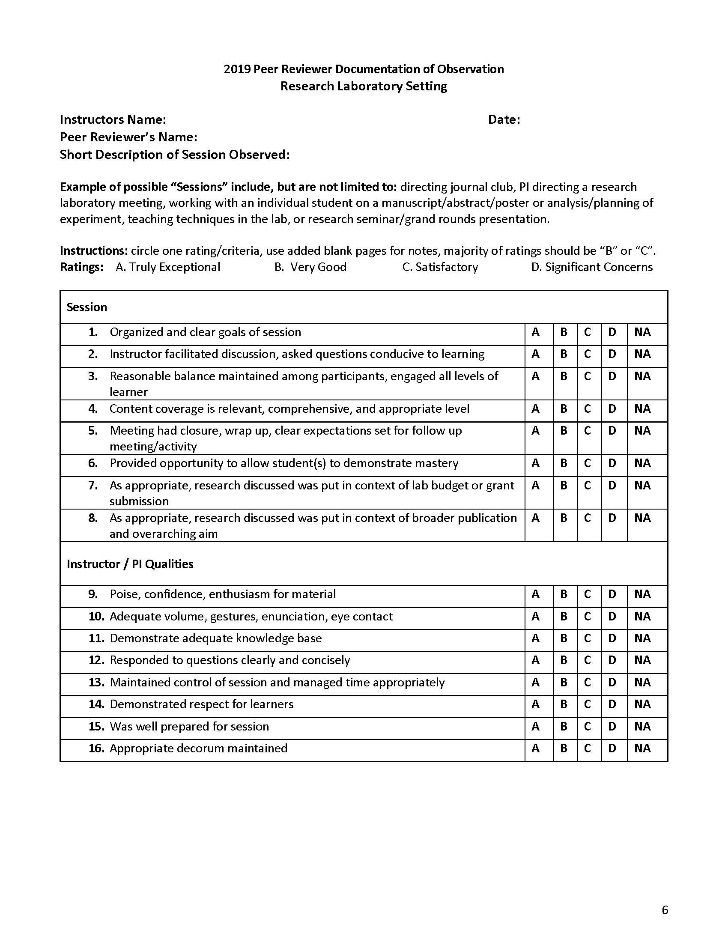 2019 Peer Reviewer Documentation of Observation
Research Laboratory Setting
Instructors Name: Date:
Peer Reviewer's Name:
Short Description of Session Observed:
Example of possible “Sessions” include, but are not limited to: directing journal club, PI directing a research
laboratory meeting, working with an individual student on a manuscript/abstract/poster or analysis/planning of
experiment, teaching techniques in the lab, or research seminar/grand rounds presentation.
Instructions: circle one rating/criteria, use added blank pages for notes, majority of ratings should be “B” or “C”.
Ratings: A. Truly Exceptional B. Very Good C. Satisfactory D. Significant Concerns
Session
1. Organized and clear goals of session A B C D NA
2. Instructor facilitated discussion, asked questions conducive to learning A B C D NA
3. Reasonable balance maintained among participants, engaged all levels of A B C D NA
learner
4. Content coverage is relevant, comprehensive, and appropriate level A B C D NA
5. Meeting had closure, wrap up, clear expectations set for follow up A B C D NA
meeting/activity
6. Provided opportunity to allow student(s) to demonstrate mastery A B C D NA
7. As appropriate, research discussed was put in context of lab budget or grant A B C D NA
submission
8. As appropriate, research discussed was put in context of broader publication A B C D NA
and overarching aim
Instructor / PI Qualities
9. Poise, confidence, enthusiasm for material A B C D NA
10. Adequate volume, gestures, enunciation, eye contact A B C D NA
11. Demonstrate adequate knowledge base A B C D NA
12. Responded to questions clearly and concisely A B C D NA
13. Maintained control of session and managed time appropriately A B C D NA
14. Demonstrated respect for learners A B C D NA
15. Was well prepared for session A B C D NA
16. Appropriate decorum maintained A B C D NA
6